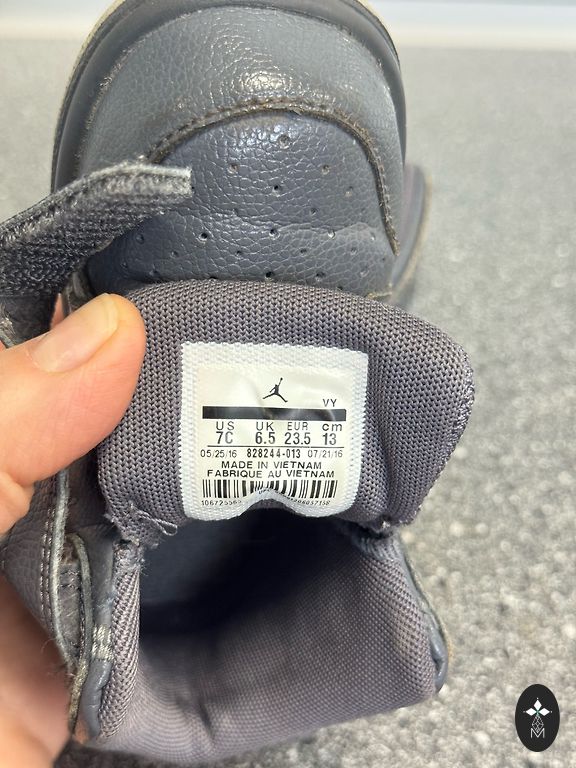 VY
US UK EUR cm
7C 6.5 23.5 13
05/25/16 828244-013 07/21/16
MADE IN VIETNAM
FABRIQUE AU VIETNAM